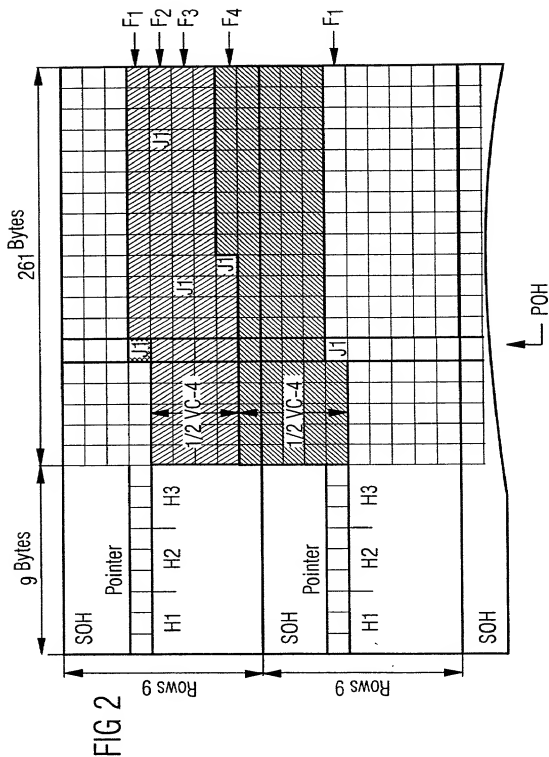 FIG 2
9 Bytes
261 Bytes
Rows 9
Rows 9
SOH
Pointer
H1 H2 H3
SOH
Pointer
H1 H2 H3
SOH
1/2 VC-4
1/2 VC-4
J1
J1
J1
J1
J1
F1
F2
F3
F4
F1
POH